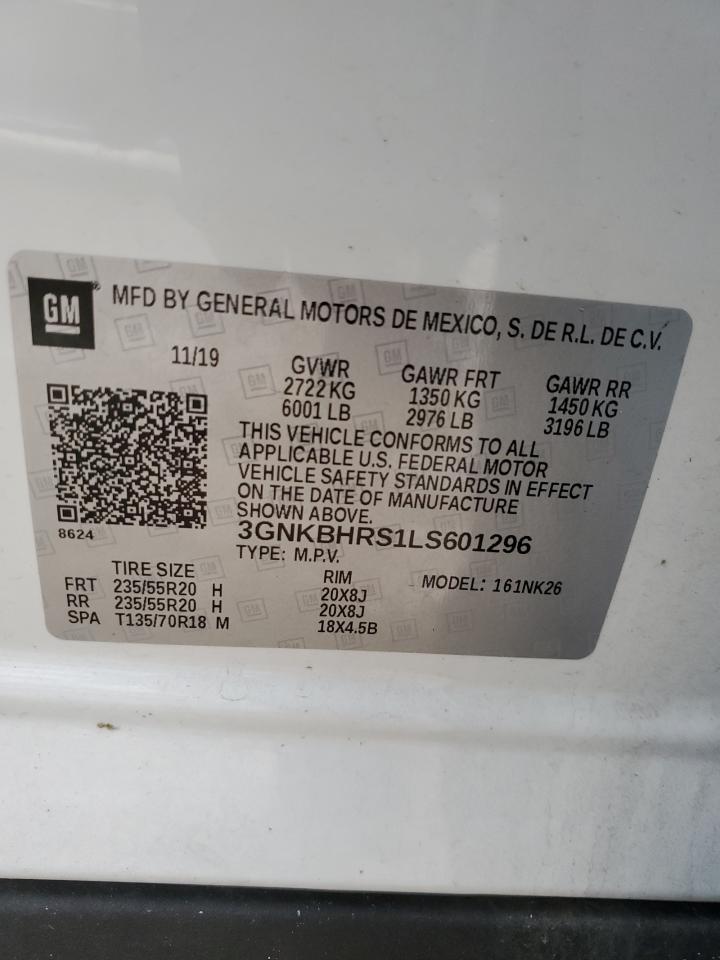 GM MFD BY GENERAL MOTORS DE MEXICO, S. DE R.L. DE C.V.
11/19 GVWR GAWR FRT GAWR RR
2722 KG 1350 KG 1450 KG
6001 LB 2976 LB 3196 LB
THIS VEHICLE CONFORMS TO ALL
APPLICABLE U.S. FEDERAL MOTOR
VEHICLE SAFETY STANDARDS IN EFFECT
ON THE DATE OF MANUFACTURE
SHOWN ABOVE.
8624
3GNKBHRS1LS601296
TYPE: M.P.V.
TIRE SIZE RIM MODEL: 161NK26
FRT 235/55R20 H 20X8J
RR 235/55R20 H 20X8J
SPA T135/70R18 M 18X4.5B